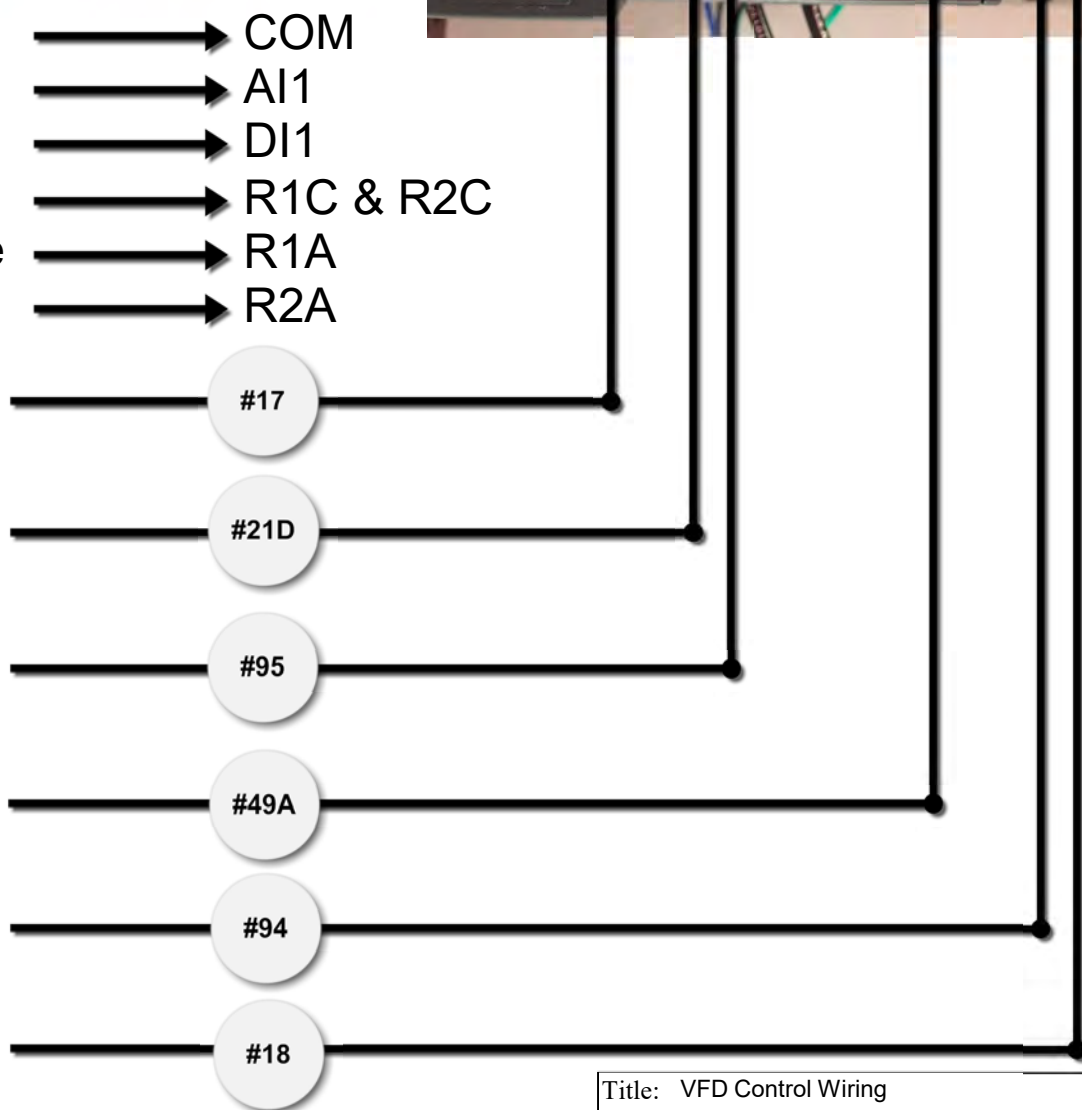 COM
AI1
DI1
R1C & R2C
e
R1A
R2A
#17
#21D
#95
#49A
#94
#18
Title: VFD Control Wiring